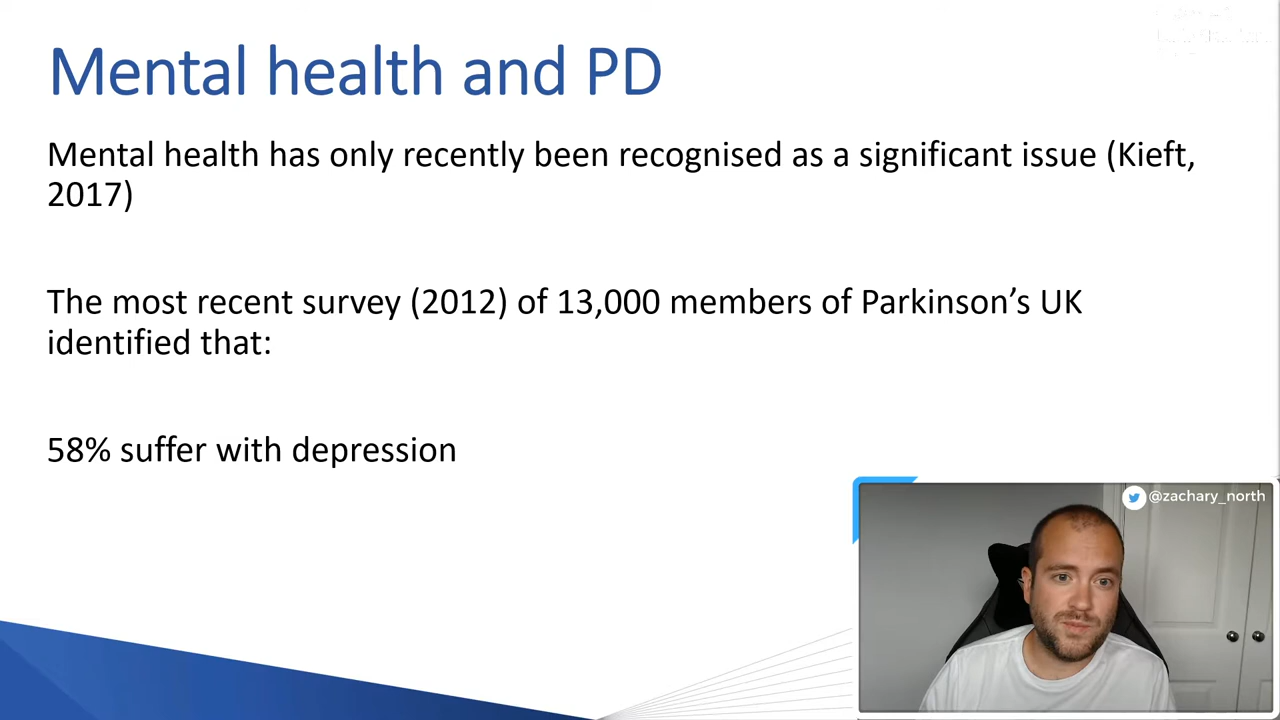 Mental health and PD
Mental health has only recently been recognised as a significant issue (Kieft,
2017)
The most recent survey (2012) of 13,000 members of Parkinson’s UK
identified that:
58% suffer with depression
@zachary_north